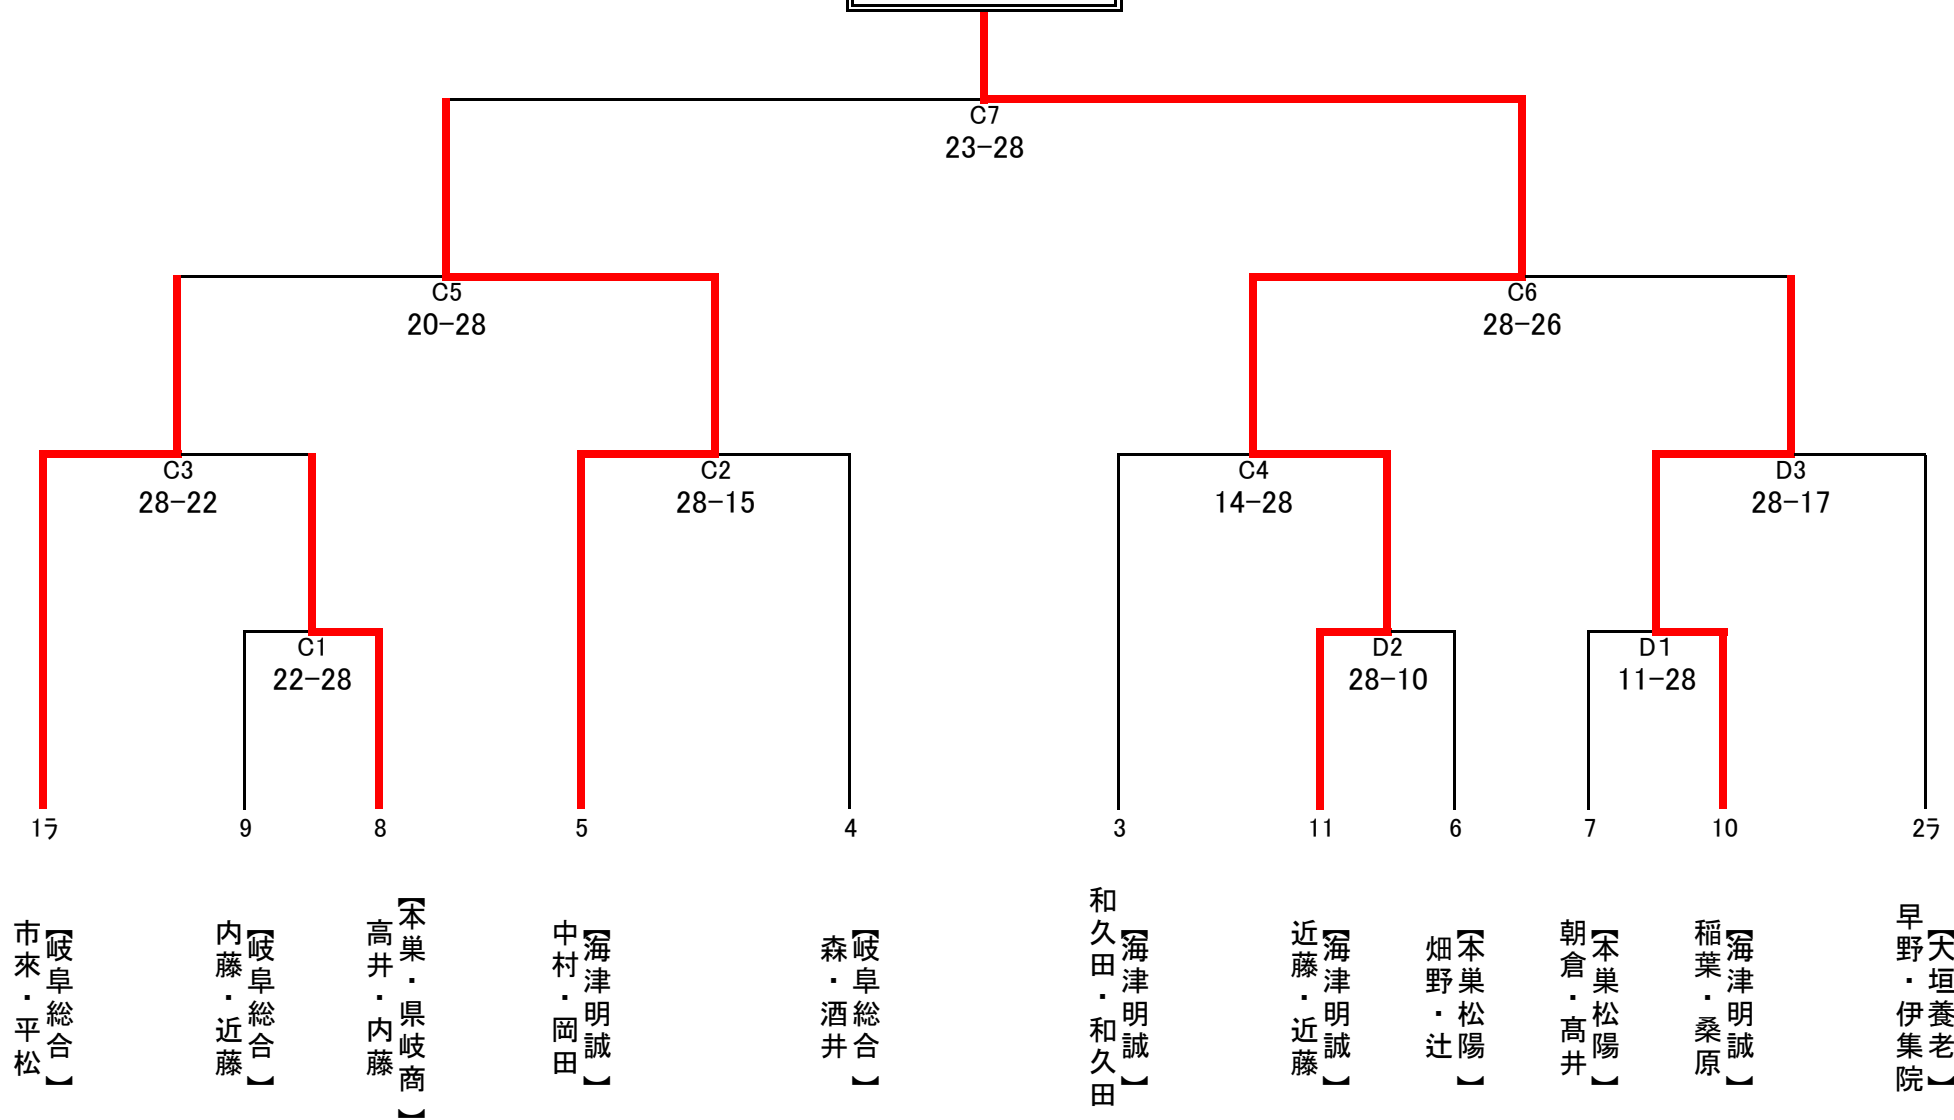 C7
23-28
C5
20-28
C6
28-26
C3
28-22
C2
28-15
C4
14-28
D3
28-17
C1
22-28
D2
28-10
D1
11-28
1ラ
9
8
5
4
3
11
6
7
10
2ラ
市來・平松
【岐阜総合】
内藤・近藤
【岐阜総合】
高井・内藤
【本巣・県岐商】
中村・岡田
【海津明誠】
森・酒井
【岐阜総合】
和久田・和久田
【海津明誠】
近藤・近藤
【海津明誠】
畑野・辻
【本巣松陽】
朝倉・髙井
【本巣松陽】
稲葉・桑原
【海津明誠】
早野・伊集院
【大垣養老】